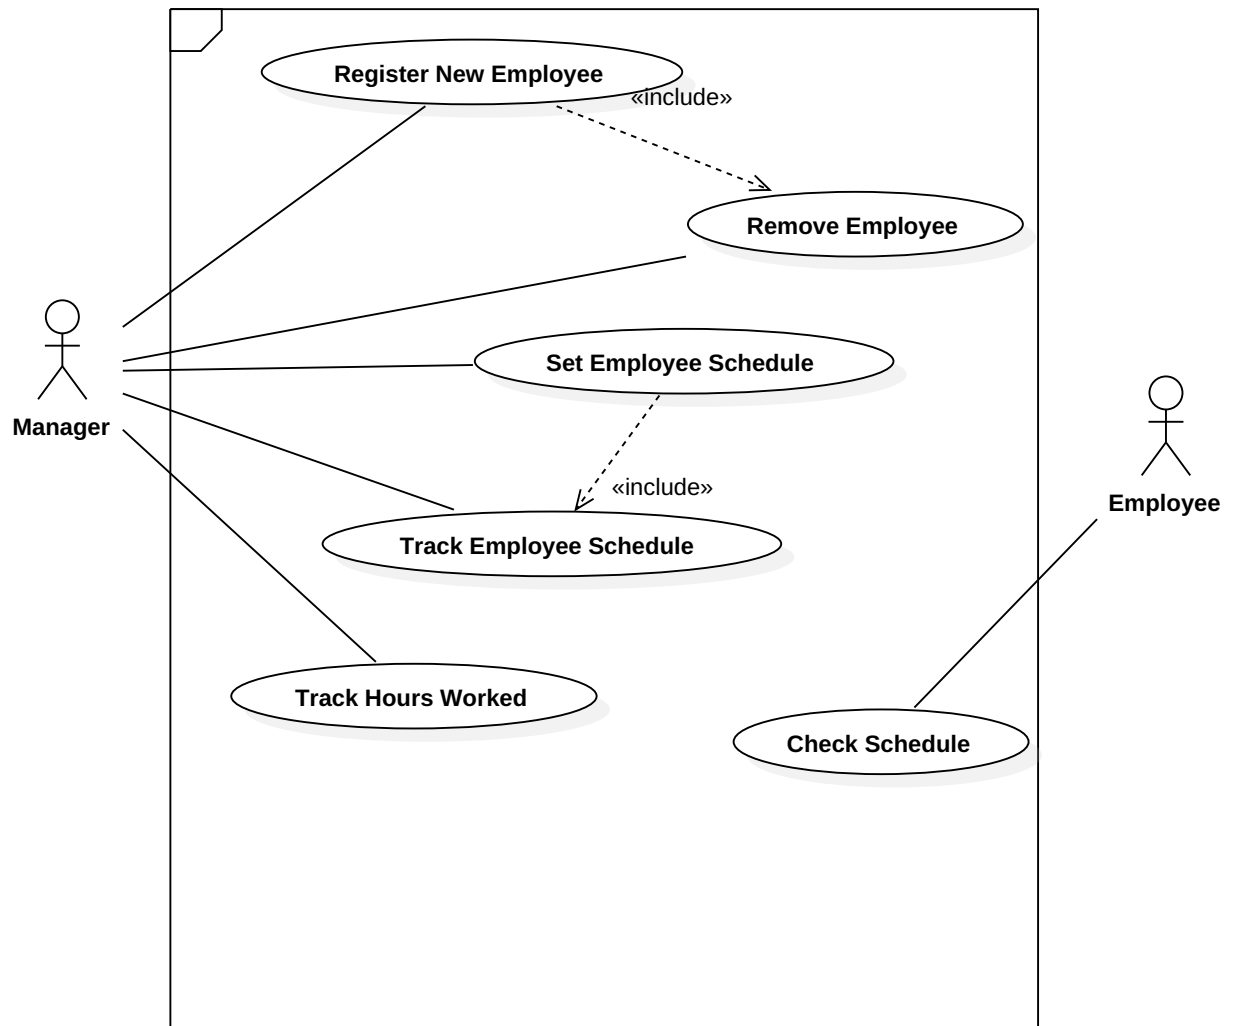 Register New Employee
«include»
Remove Employee
Set Employee Schedule
Manager
«include»
Employee
Track Employee Schedule
Track Hours Worked
Check Schedule